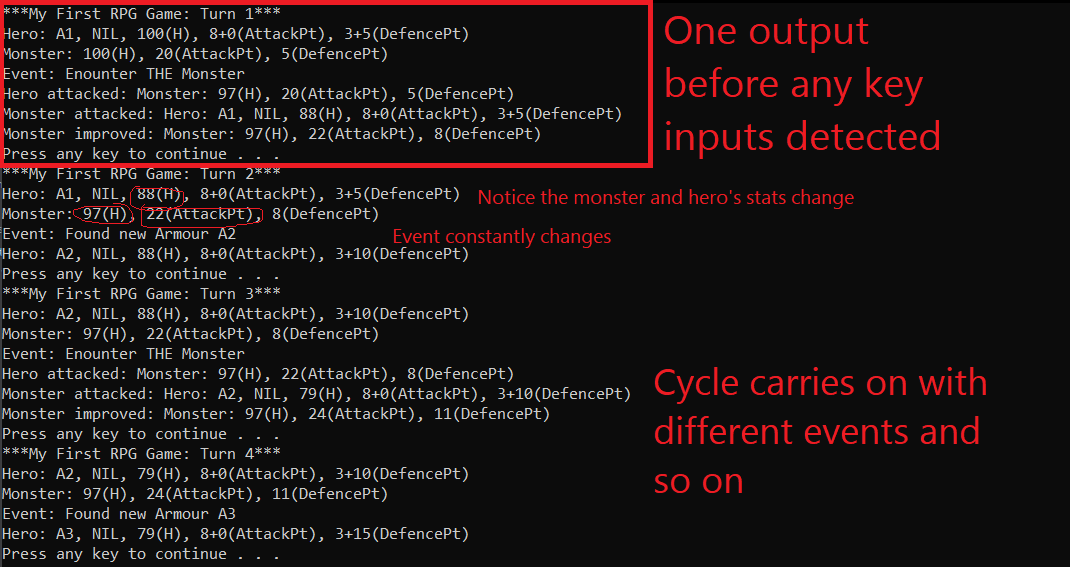 ***My First RPG Game: Turn 1***
Hero: A1, NIL, 100(H), 8+0(AttackPt), 3+5(DefencePt)
Monster: 100(H), 20(AttackPt), 5(DefencePt)
Event: Enounter THE Monster
Hero attacked: Monster: 97(H), 20(AttackPt), 5(DefencePt)
Monster attacked: Hero: A1, NIL, 88(H), 8+0(AttackPt), 3+5(DefencePt)
Monster improved: Monster: 97(H), 22(AttackPt), 8(DefencePt)
Press any key to continue . . .
One output
before any key
inputs detected
***My First RPG Game: Turn 2***
Hero: A1, NIL, 88(H), 8+0(AttackPt), 3+5(DefencePt)
Notice the monster and hero's stats change
Monster: 97(H), 22(AttackPt), 8(DefencePt)
Event: Found new Armour A2
Event constantly changes
Hero: A2, NIL, 88(H), 8+0(AttackPt), 3+10(DefencePt)
Press any key to continue . . .
***My First RPG Game: Turn 3***
Hero: A2, NIL, 88(H), 8+0(AttackPt), 3+10(DefencePt)
Monster: 97(H), 22(AttackPt), 8(DefencePt)
Event: Enounter THE Monster
Hero attacked: Monster: 97(H), 22(AttackPt), 8(DefencePt)
Monster attacked: Hero: A2, NIL, 79(H), 8+0(AttackPt), 3+10(DefencePt)
Monster improved: Monster: 97(H), 24(AttackPt), 11(DefencePt)
Press any key to continue . . .
***My First RPG Game: Turn 4***
Hero: A2, NIL, 79(H), 8+0(AttackPt), 3+10(DefencePt)
Monster: 97(H), 24(AttackPt), 11(DefencePt)
Event: Found new Armour A3
Hero: A3, NIL, 79(H), 8+0(AttackPt), 3+15(DefencePt)
Press any key to continue . . .
Cycle carries on with
different events and
so on